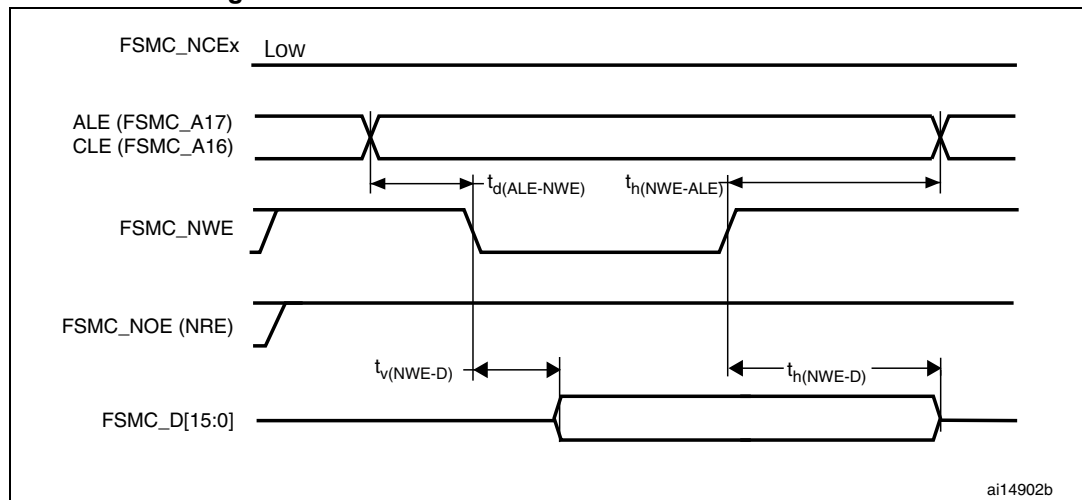 FSMC_NCEx Low
ALE (FSMC_A17)
CLE (FSMC_A16)
td(ALE-NWE) th(NWE-ALE)
FSMC_NWE
FSMC_NOE (NRE)
tv(NWE-D) th(NWE-D)
FSMC_D[15:0]
ai14902b